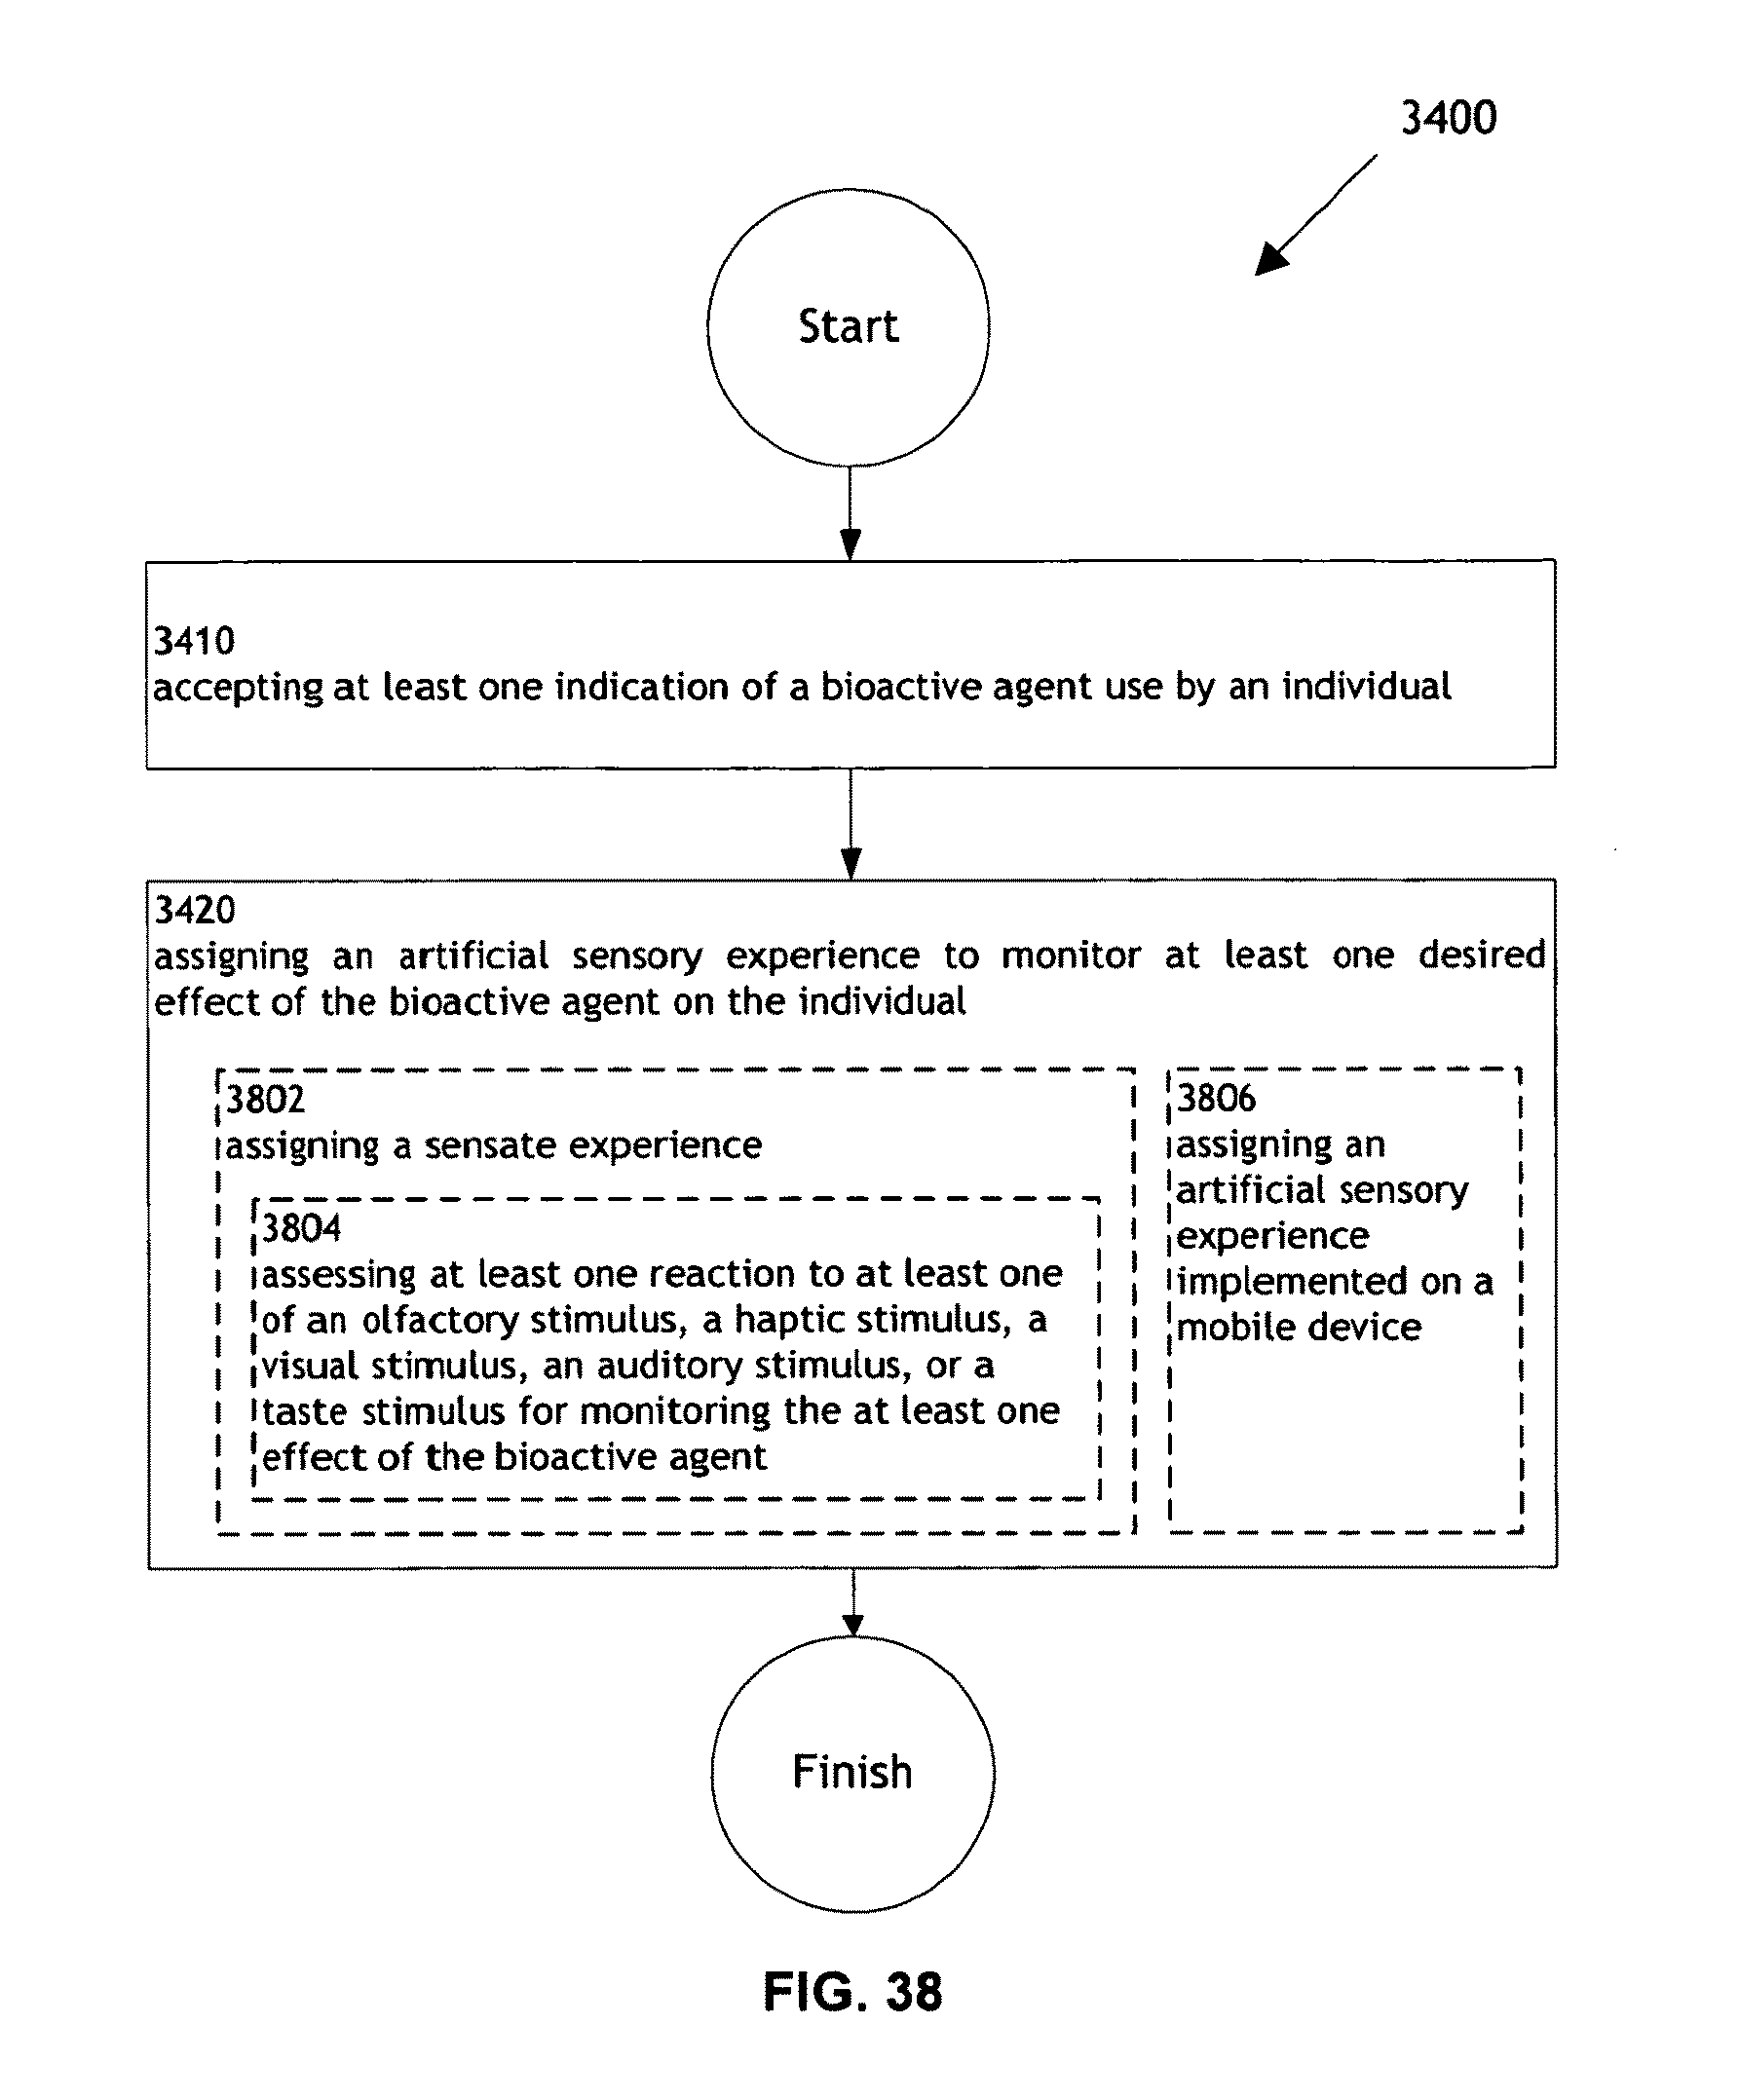 3400
Start
3410
accepting at least one indication of a bioactive agent use by an individual
3420
assigning an artificial sensory experience to monitor at least one desired
effect of the bioactive agent on the individual
3802
assigning a sensate experience
3804
assessing at least one reaction to at least one
of an olfactory stimulus, a haptic stimulus, a
visual stimulus, an auditory stimulus, or a
taste stimulus for monitoring the at least one
effect of the bioactive agent
3806
assigning an
artificial sensory
experience
implemented on a
mobile device
Finish
FIG. 38